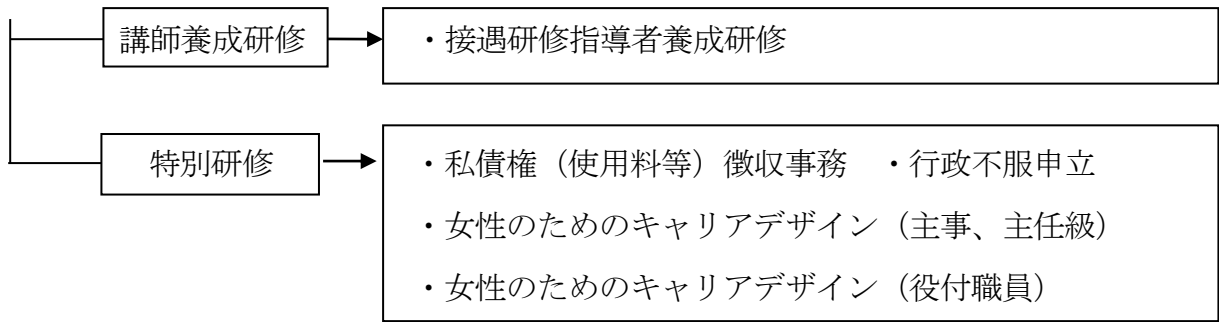 講師養成研修
・接遇研修指導者養成研修
特別研修
・私債権（使用料等）徴収事務　・行政不服申立
・女性のためのキャリアデザイン（主事、主任級）
・女性のためのキャリアデザイン（役付職員）